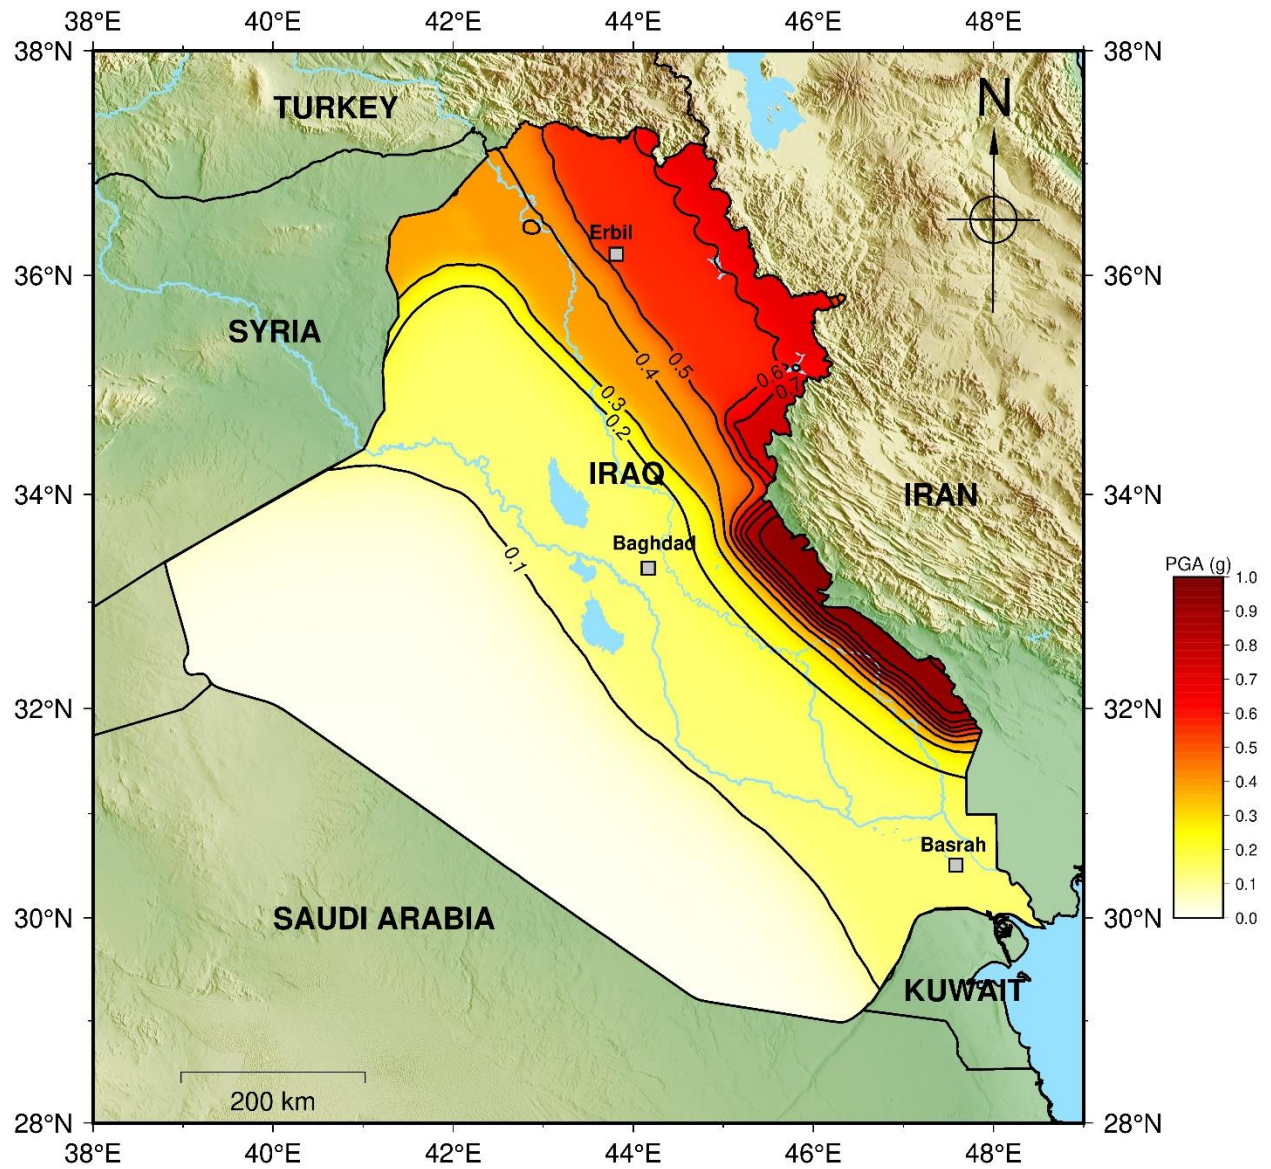 38°E 40°E 42°E 44°E 46°E 48°E
38°N 38°N
TURKEY
N
Erbil
36°N 36°N
SYRIA
0.5
0.4
0.6
0.7
0.3
0.2
IRAQ
34°N 34°N
IRAN
Baghdad
0.1
PGA (g)
1.0
0.9
0.8
0.7
0.6
0.5
0.4
0.3
0.2
0.1
0.0
32°N 32°N
Basrah
30°N 30°N
SAUDI ARABIA
KUWAIT
200 km
28°N 28°N
38°E 40°E 42°E 44°E 46°E 48°E